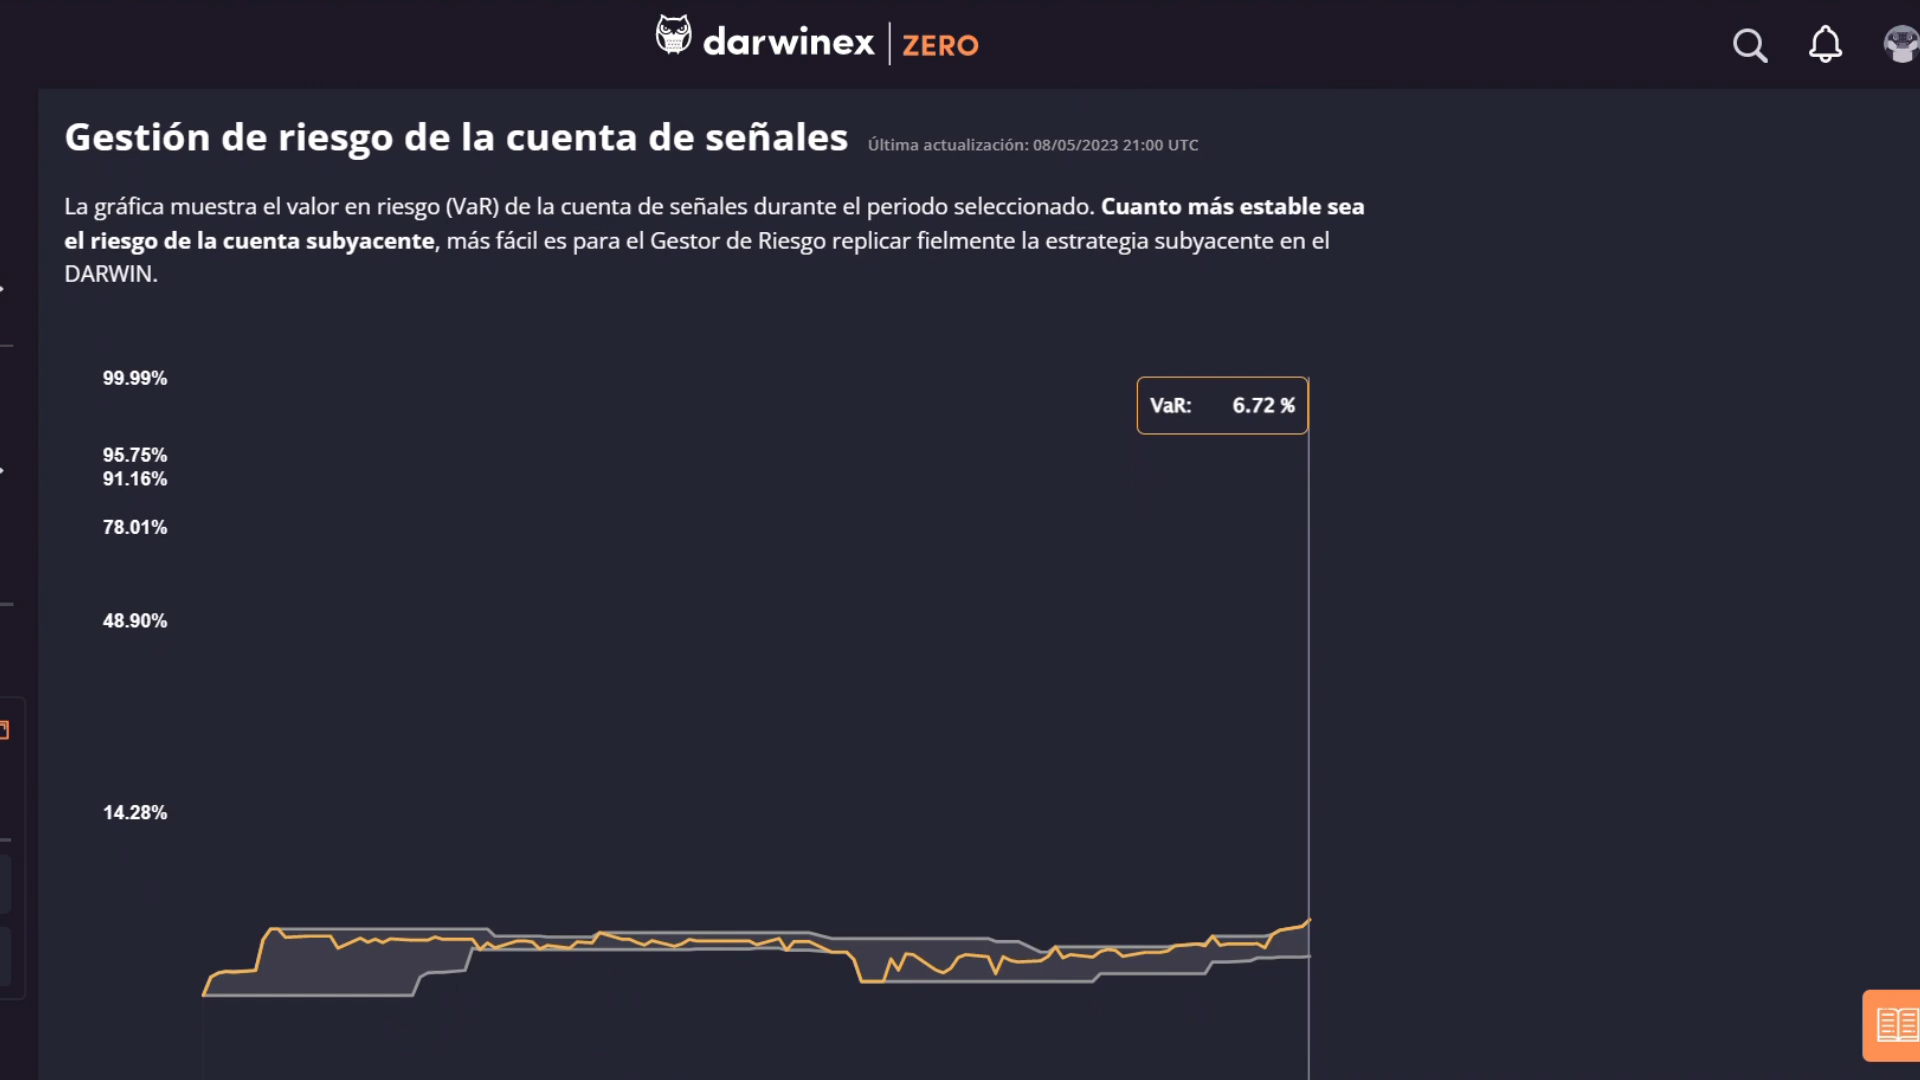 darwinex ZERO
Gestión de riesgo de la cuenta de señales Última actualización: 08/05/2023 21:00 UTC
La gráfica muestra el valor en riesgo (VaR) de la cuenta de señales durante el periodo seleccionado. Cuanto más estable sea
el riesgo de la cuenta subyacente, más fácil es para el Gestor de Riesgo replicar fielmente la estrategia subyacente en el
DARWIN.
99.99%
VaR: 6.72 %
95.75%
91.16%
78.01%
48.90%
14.28%